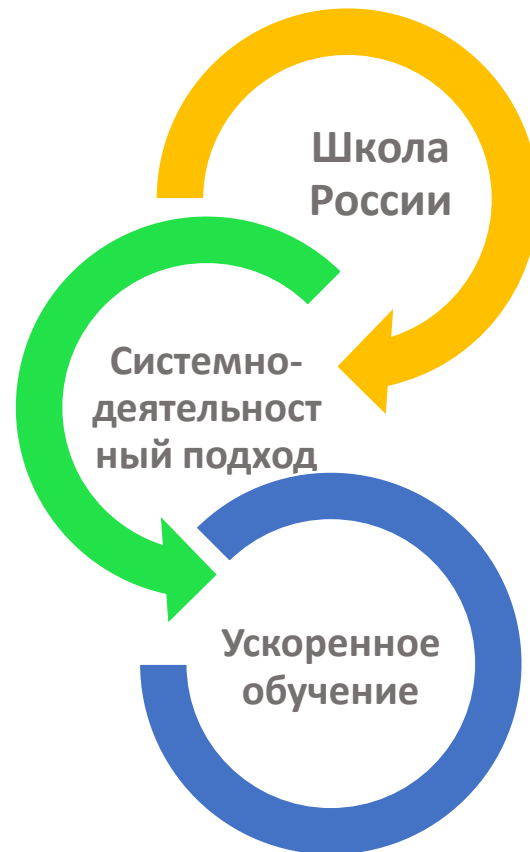 Школа
России
Системно-
деятельност
ный подход
Ускоренное
обучение